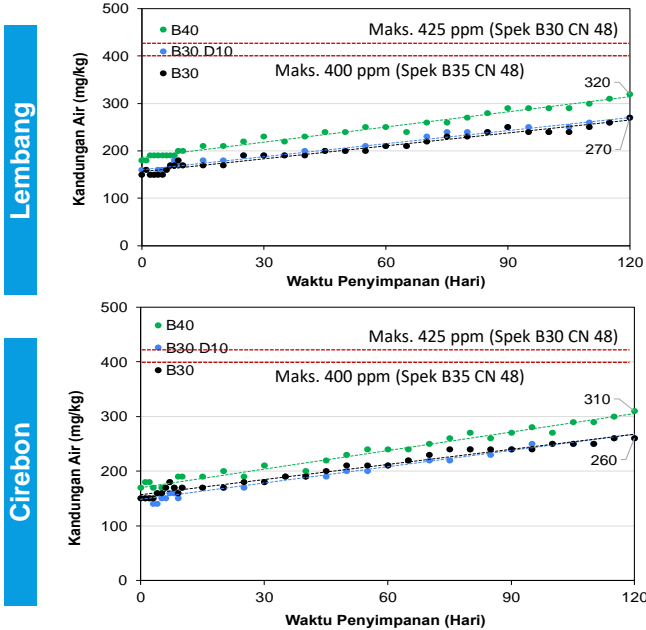 Lembang
Kandungan Air (mg/kg)
500
400
300
200
100
0
B40
B30 D10
B30
Maks. 425 ppm (Spek B30 CN 48)
Maks. 400 ppm (Spek B35 CN 48)
320
270
0
30
60
90
120
Waktu Penyimpanan (Hari)
Cirebon
Kandungan Air (mg/kg)
500
400
300
200
100
0
B40
B30 D10
B30
Maks. 425 ppm (Spek B30 CN 48)
Maks. 400 ppm (Spek B35 CN 48)
310
260
0
30
60
90
120
Waktu Penyimpanan (Hari)